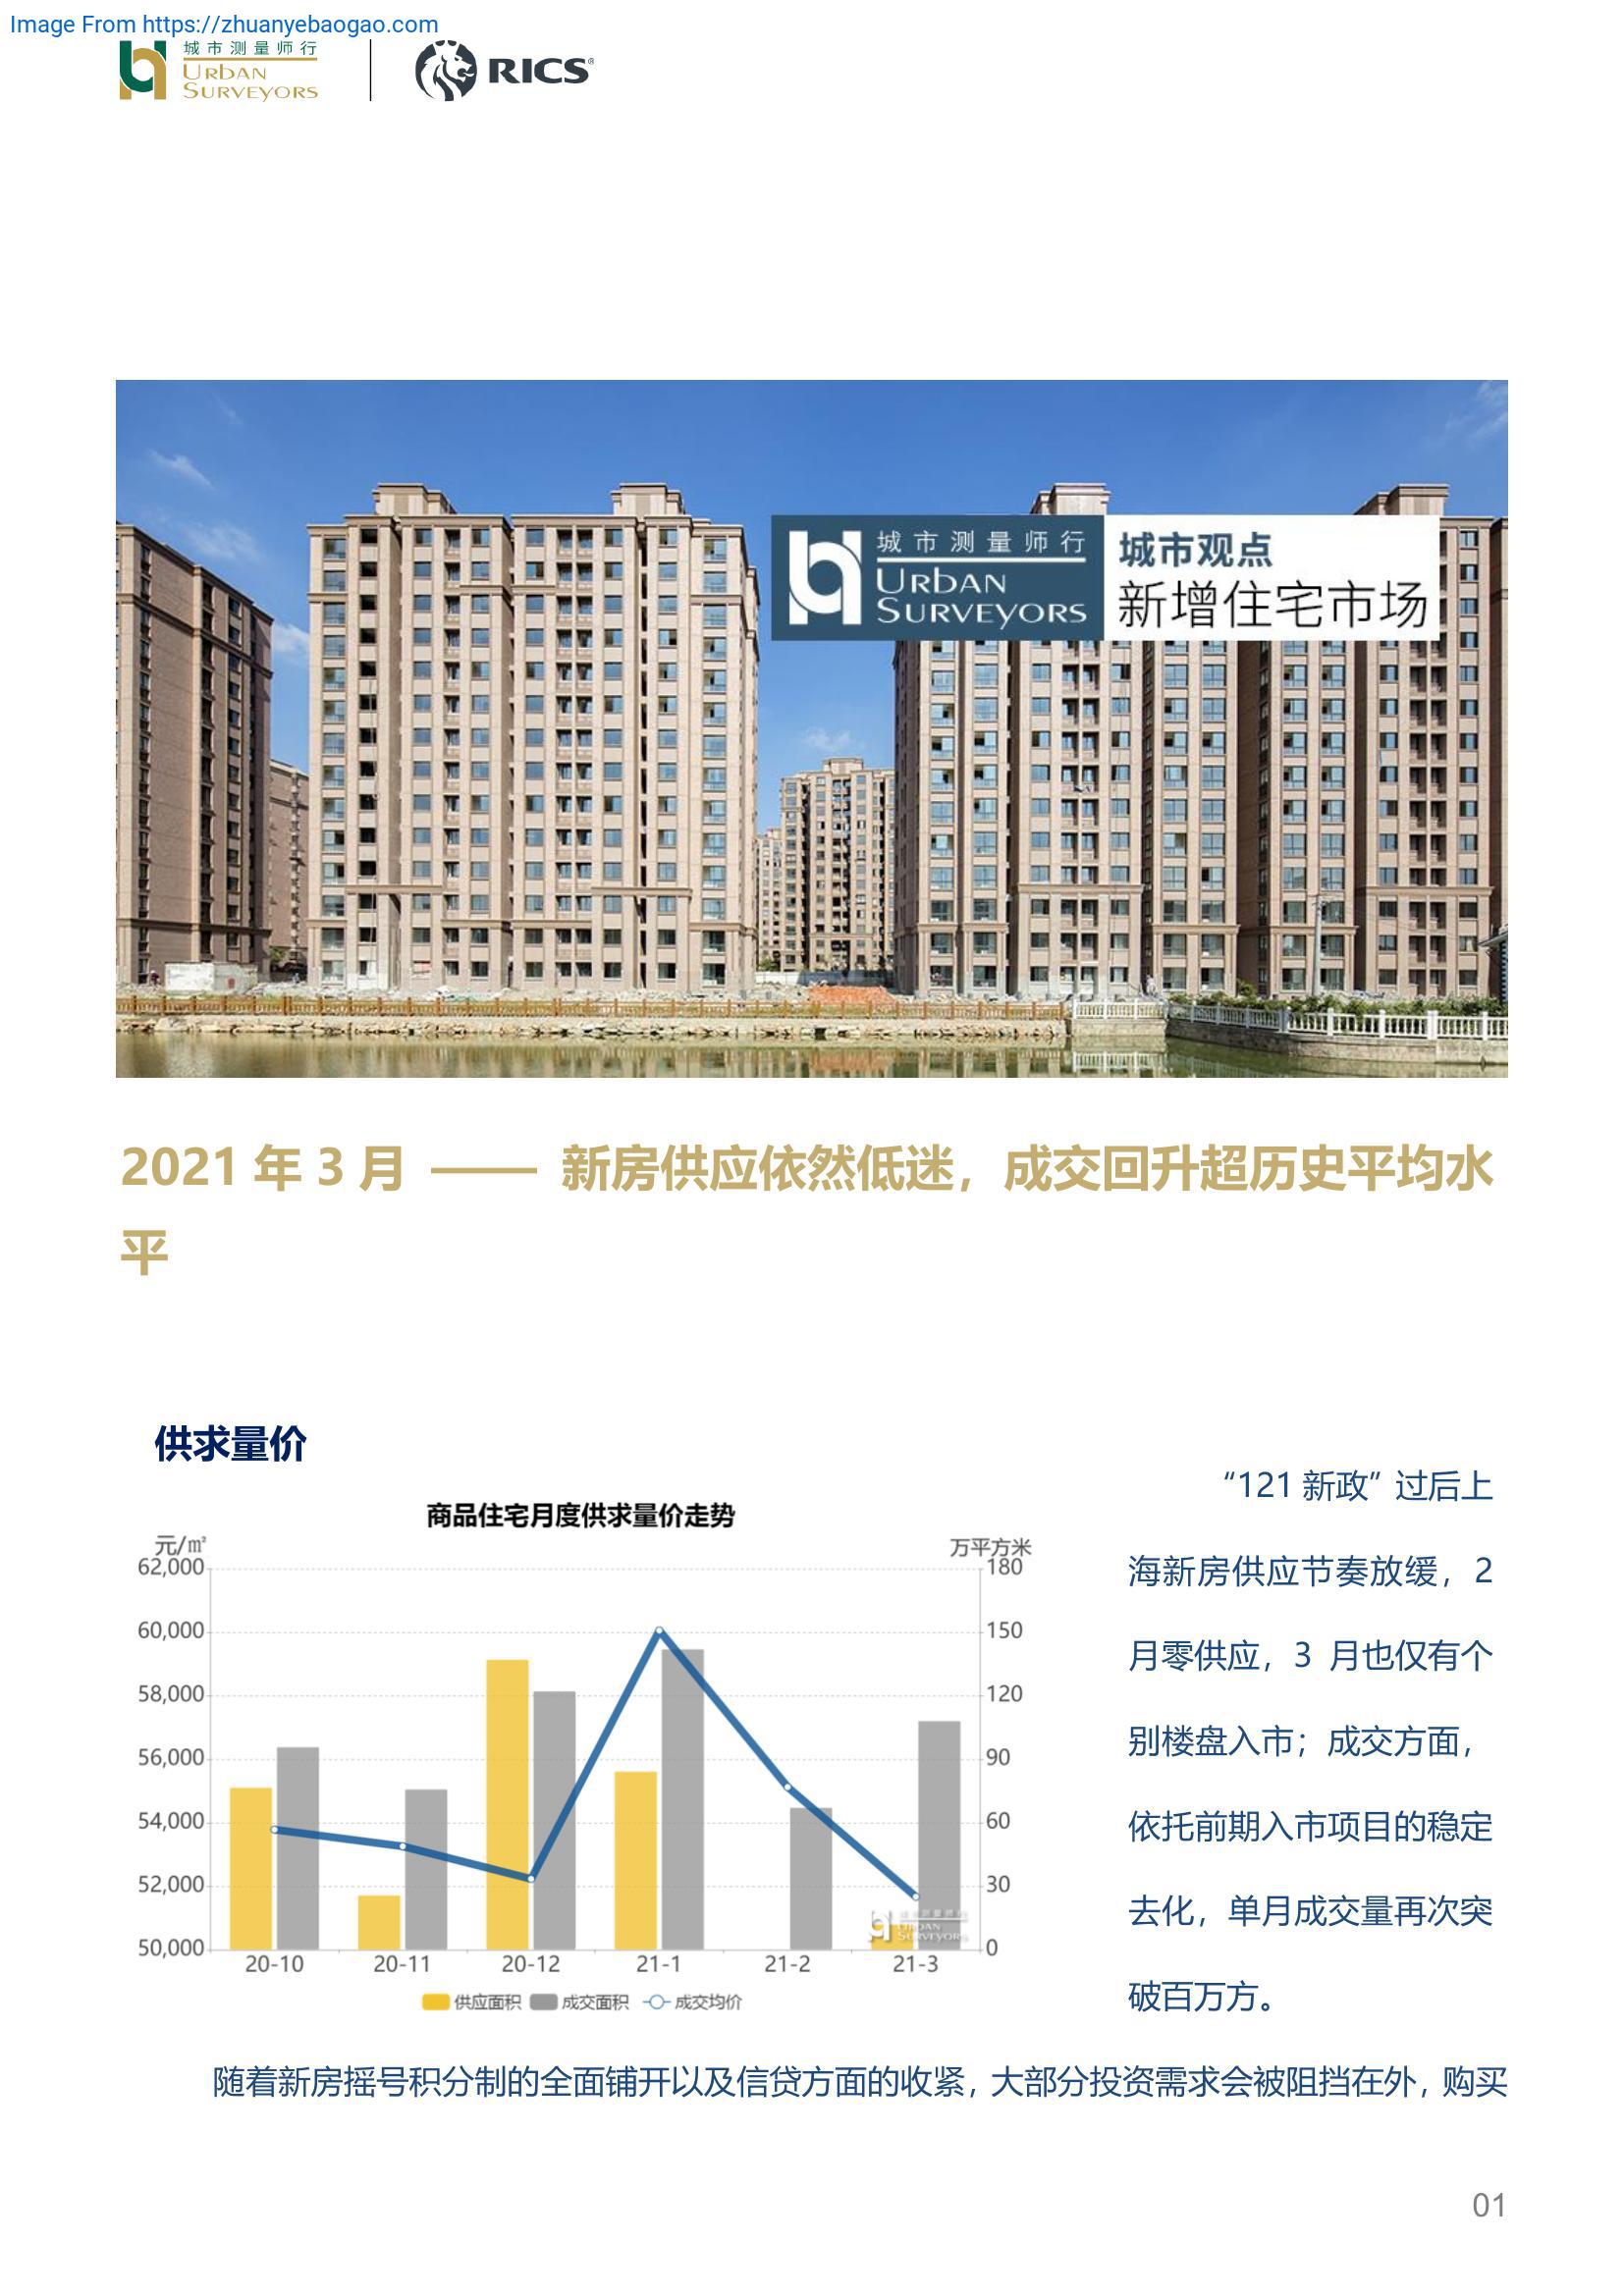 Image From https://zhuanyebaogao.com
城市测量师行
URBAN
SURVEYORS
RICS®
城市测量师行
URBAN
SURVEYORS
城市观点
新增住宅市场
2021 年 3 月 —— 新房供应依然低迷，成交回升超历史平均水
平
供求量价
商品住宅月度供求量价走势
元/㎡
万平方米
62,000
180
60,000
150
58,000
120
56,000
90
54,000
60
52,000
30
城市测量师行
URBAN
SURVEYORS
50,000
0
20-10
20-11
20-12
21-1
21-2
21-3
供应面积
成交面积
成交均价
“121 新政”过后上
海新房供应节奏放缓，2
月零供应，3 月也仅有个
别楼盘入市；成交方面，
依托前期入市项目的稳定
去化，单月成交量再次突
破百万方。
随着新房摇号积分制的全面铺开以及信贷方面的收紧，大部分投资需求会被阻挡在外，购买
01